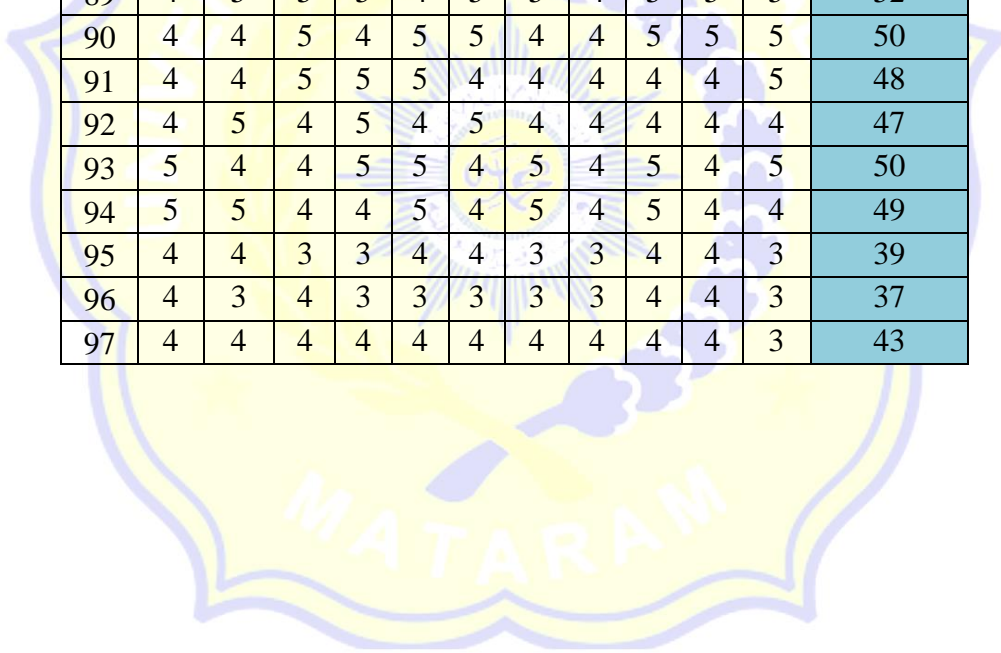 90 4 4 5 4 5 5 4 4 5 5 5 50
91 4 4 5 5 5 4 4 4 4 4 5 48
92 4 5 4 5 4 5 4 4 4 4 4 47
93 5 4 4 5 5 4 5 4 5 4 5 50
94 5 5 4 4 5 4 5 4 5 4 4 49
95 4 4 3 3 4 4 3 3 4 4 3 39
96 4 3 4 3 3 3 3 3 4 4 3 37
97 4 4 4 4 4 4 4 4 4 4 3 43
MATARAM